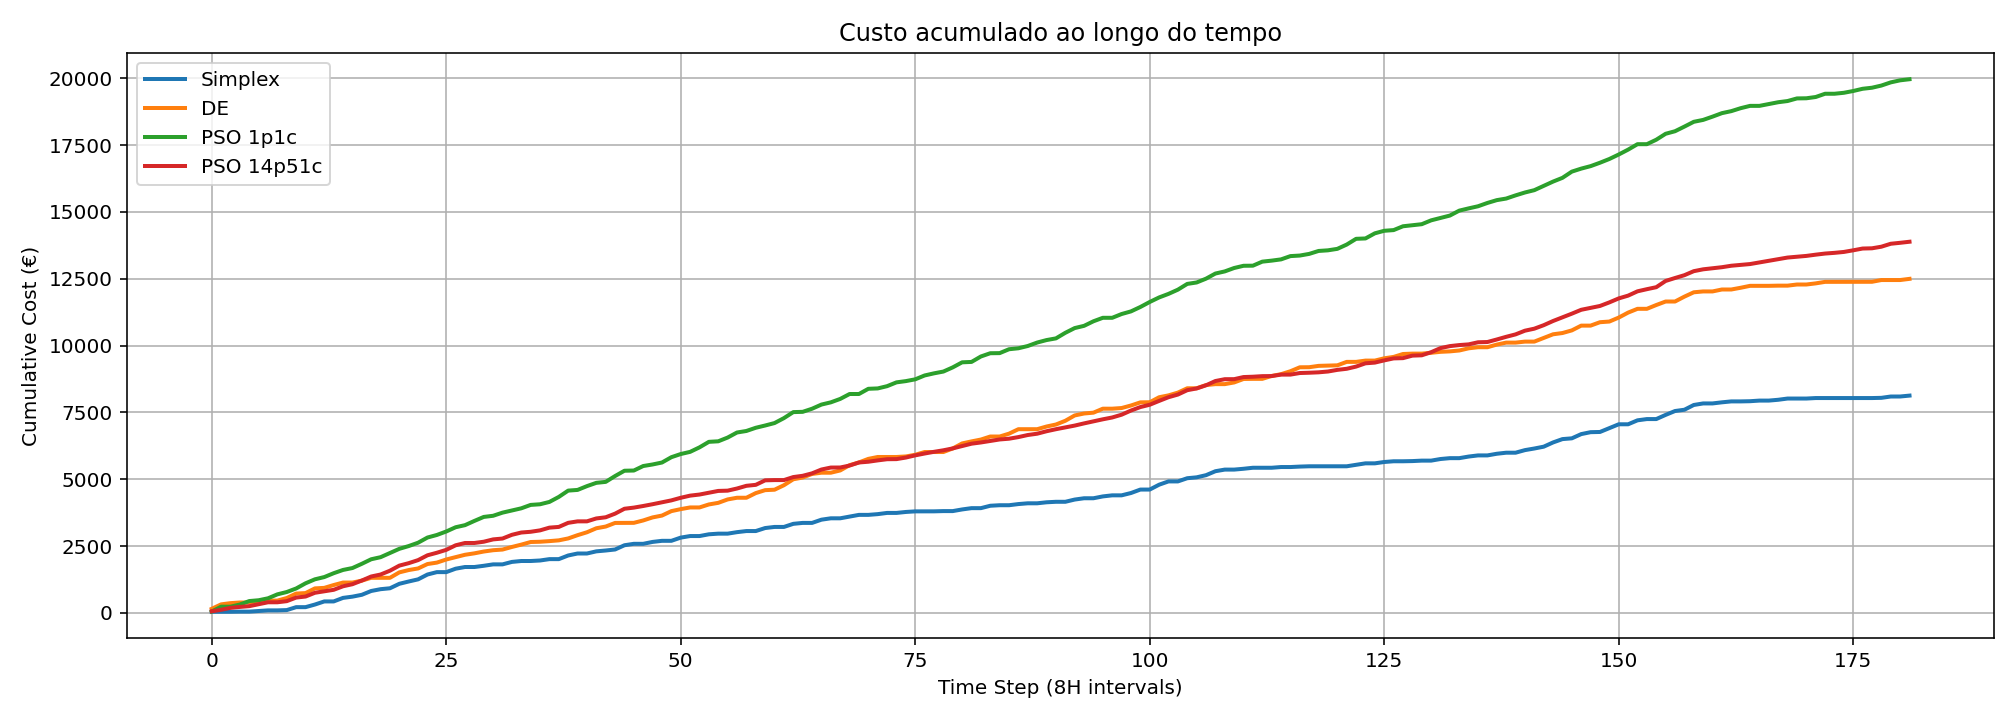 Custo acumulado ao longo do tempo
Simplex
DE
PSO 1p1c
PSO 14p51c
Cumulative Cost (€)
20000
17500
15000
12500
10000
7500
5000
2500
0
0 25 50 75 100 125 150 175
Time Step (8H intervals)